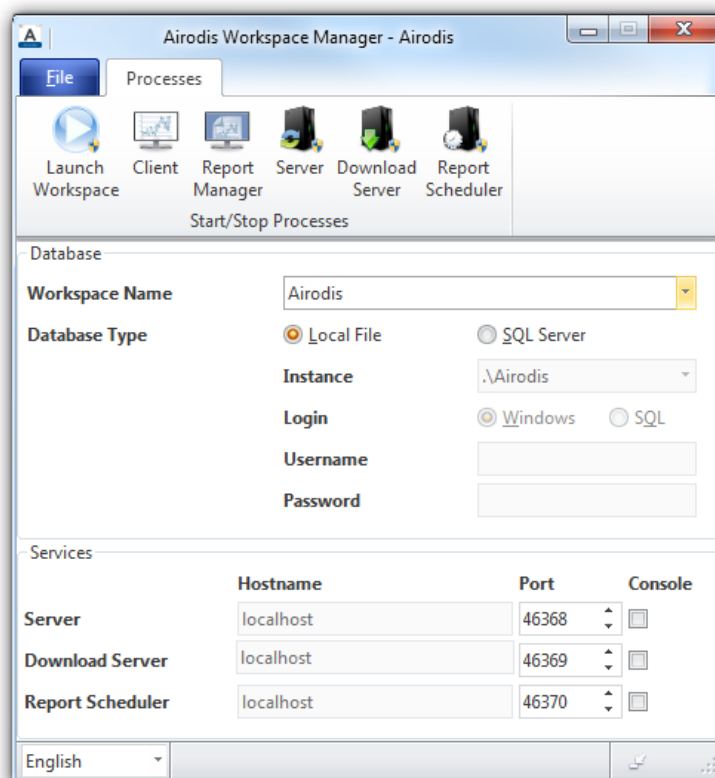 A
Airodis Workspace Manager - Airodis
File Processes
Launch Workspace Client Report Manager Server Download Server Report Scheduler
Start/Stop Processes
Database
Workspace Name Airodis
Database Type Local File SQL Server
Instance .\Airodis
Login Windows SQL
Username
Password
Services
Hostname Port Console
Server localhost 46368
Download Server localhost 46369
Report Scheduler localhost 46370
English